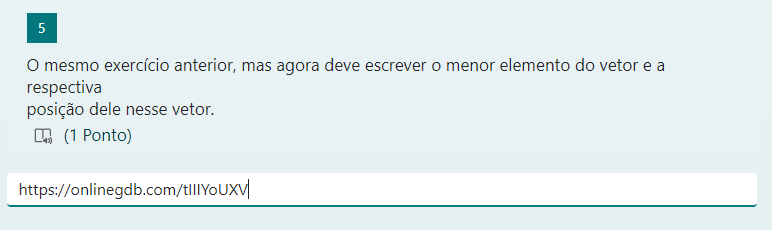 5
O mesmo exercício anterior, mas agora deve escrever o menor elemento do vetor e a
respectiva
posição dele nesse vetor.
(1 Ponto)
https://onlinegdb.com/tIIIYoUXV